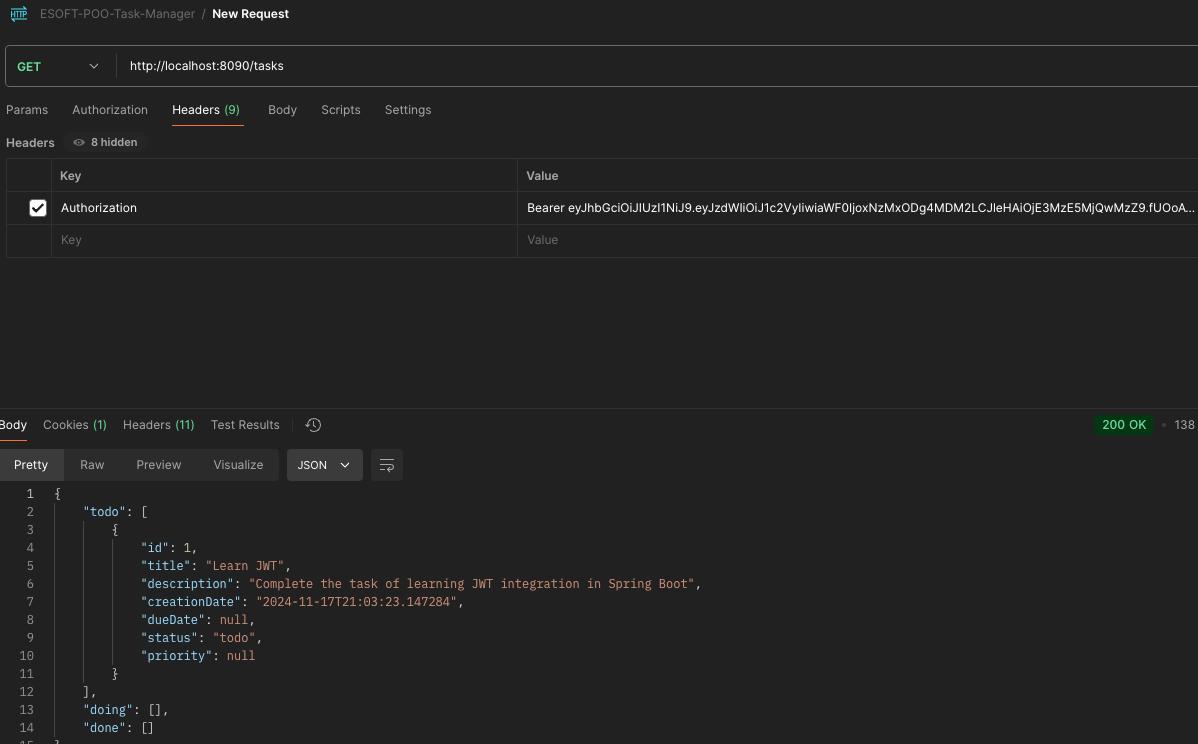 HTTP ESOFT-POO-Task-Manager / New Request
GET http://localhost:8090/tasks
Params Authorization Headers (9) Body Scripts Settings
Headers 8 hidden
Key Value
Authorization Bearer eyJhbGciOiJIUzI1NiJ9.eyJzdWIiOiJ1c2VyIiwiaWF0IjoxNzMxODg4MDM2LCJleHAiOjE3MzE5MjQwMzZ9.fUOoA...
Key Value
Body Cookies (1) Headers (11) Test Results 200 OK • 138
Pretty Raw Preview Visualize JSON
1 {
2 "todo": [
3 {
4 "id": 1,
5 "title": "Learn JWT",
6 "description": "Complete the task of learning JWT integration in Spring Boot",
7 "creationDate": "2024-11-17T21:03:23.147284",
8 "dueDate": null,
9 "status": "todo",
10 "priority": null
11 }
12 ],
13 "doing": [],
14 "done": []
15 }